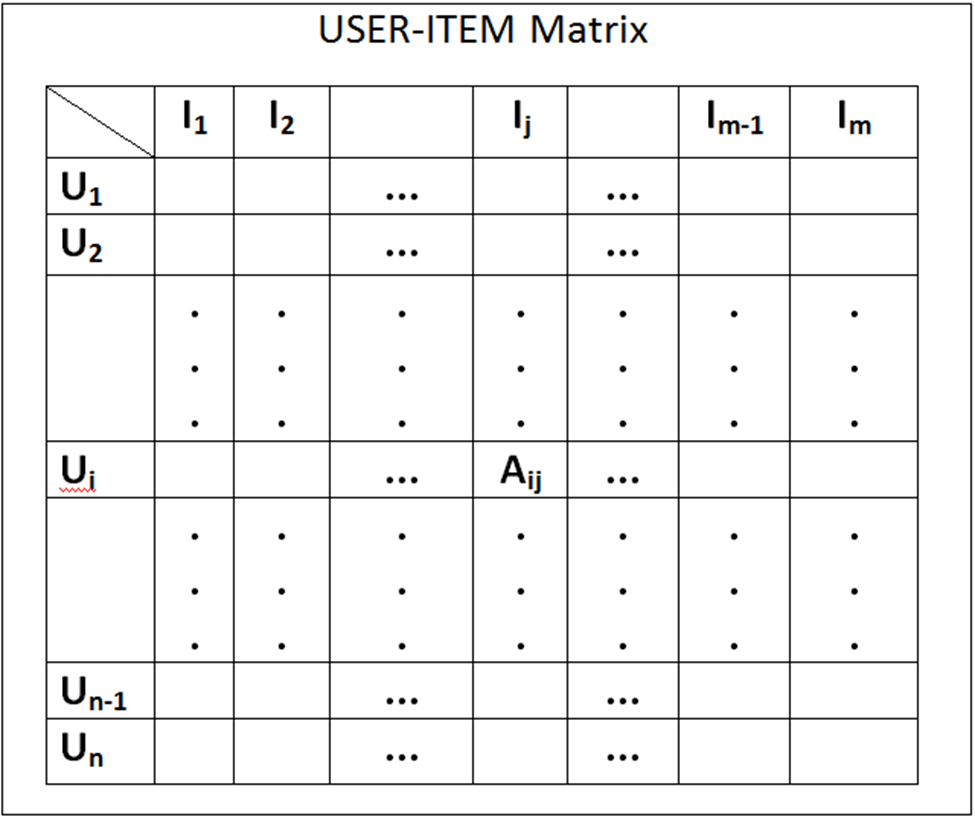 USER-ITEM Matrix
I₁ I₂ Iⱼ Iₘ₋₁ Iₘ
U₁ ... ...
U₂ ... ...
. . . . . . .
. . . . . . .
. . . . . . .
Uᵢ ... Aᵢⱼ ...
. . . . . . .
. . . . . . .
. . . . . . .
Uₙ₋₁ ... ...
Uₙ ... ...